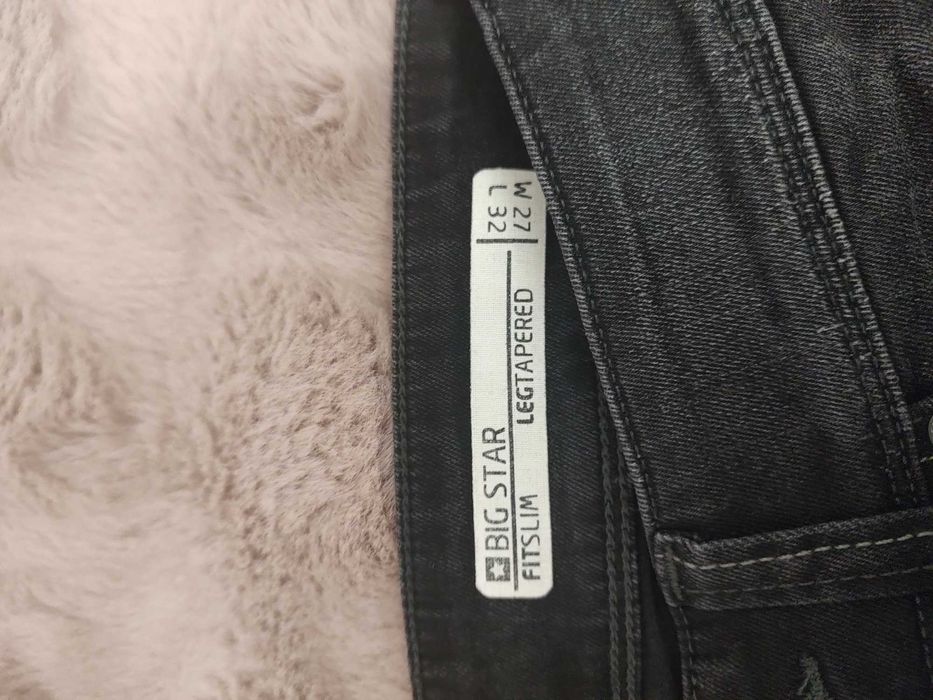 BIG STAR
FITSLIM LEGTAPERED
W 27
L 32